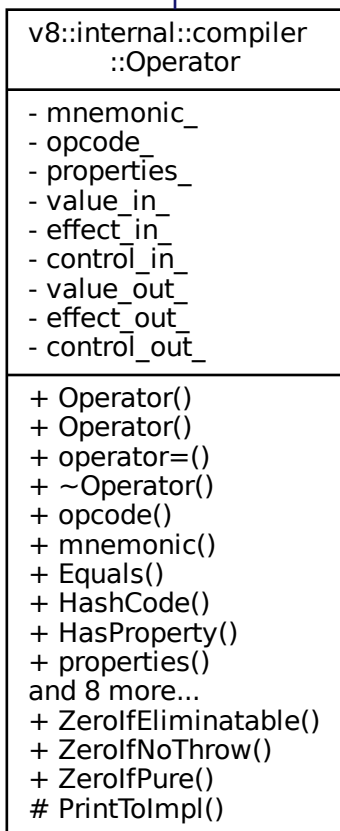 v8::internal::compiler
::Operator
- mnemonic_
- opcode_
- properties_
- value_in_
- effect_in_
- control_in_
- value_out_
- effect_out_
- control_out_
+ Operator()
+ Operator()
+ operator=()
+ ~Operator()
+ opcode()
+ mnemonic()
+ Equals()
+ HashCode()
+ HasProperty()
+ properties()
and 8 more...
+ ZeroIfEliminatable()
+ ZeroIfNoThrow()
+ ZeroIfPure()
# PrintToImpl()